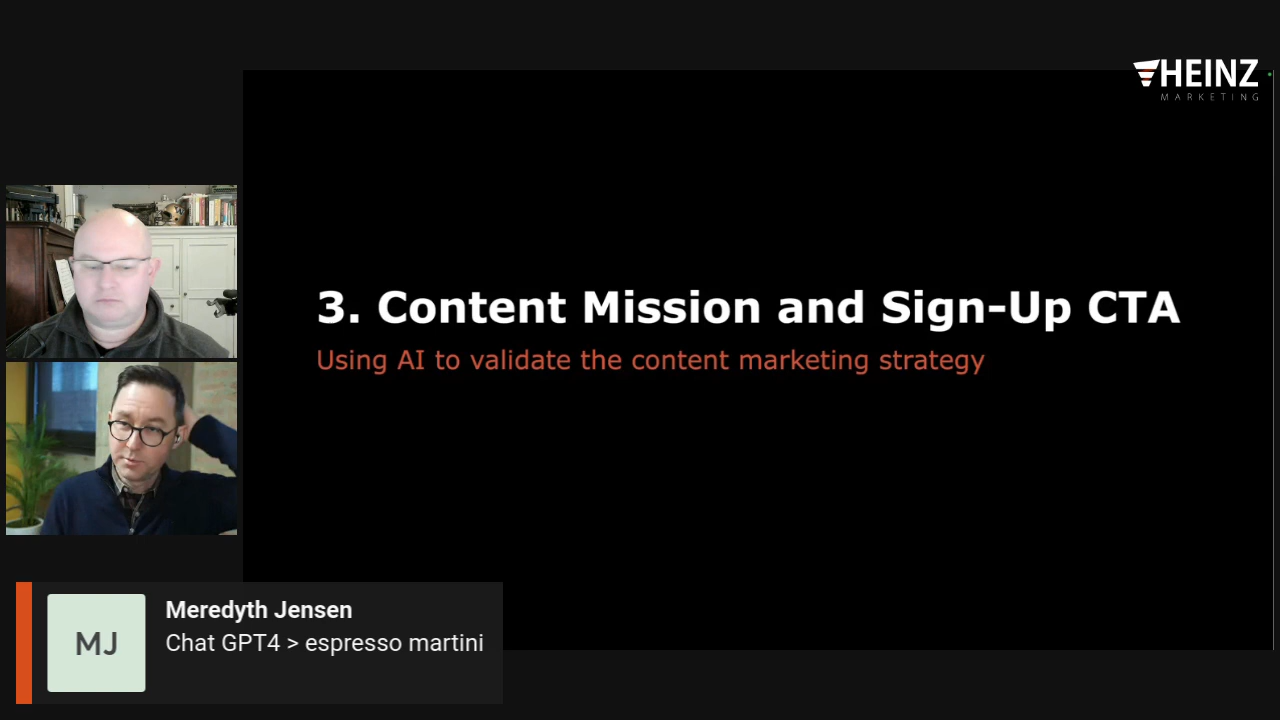 HEINZ
MARKETING
3. Content Mission and Sign-Up CTA
Using AI to validate the content marketing strategy
MJ
Meredyth Jensen
Chat GPT4 > espresso martini